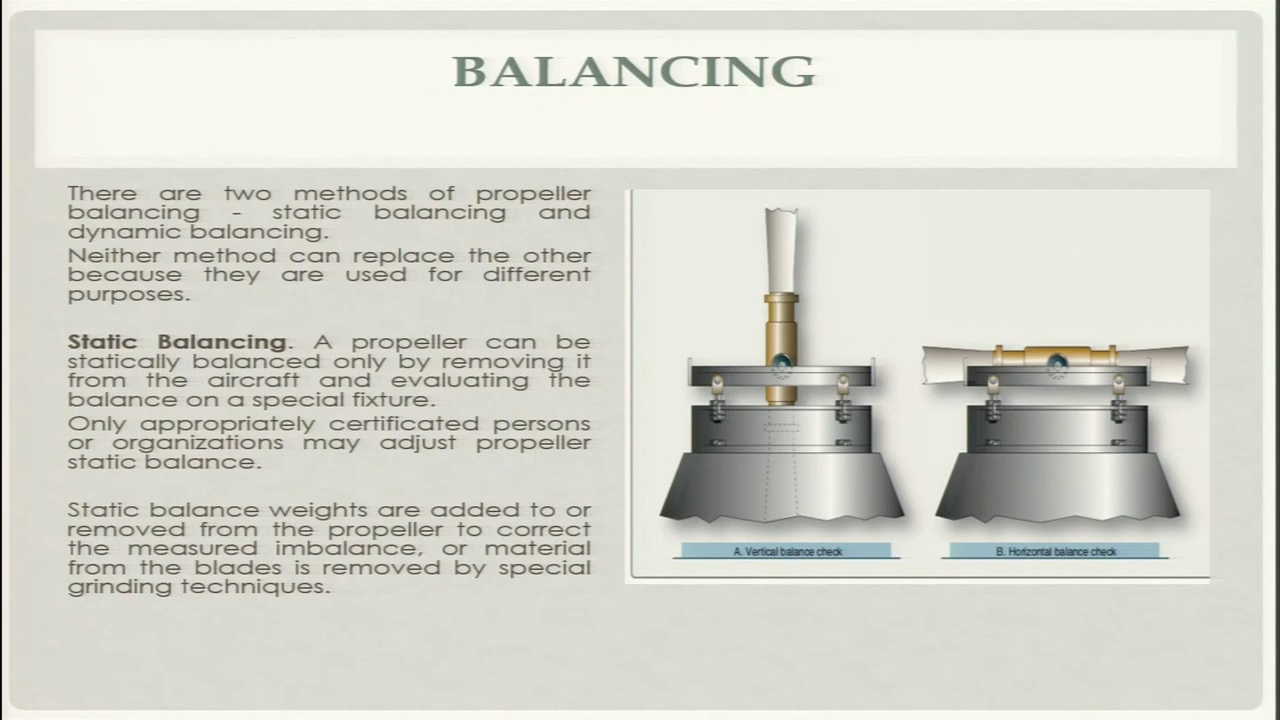 BALANCING
There are two methods of propeller
balancing - static balancing and
dynamic balancing.
Neither method can replace the other
because they are used for different
purposes.
Static Balancing. A propeller can be
statically balanced only by removing it
from the aircraft and evaluating the
balance on a special fixture.
Only appropriately certificated persons
or organizations may adjust propeller
static balance.
Static balance weights are added to or
removed from the propeller to correct
the measured imbalance, or material
from the blades is removed by special
grinding techniques.
A. Vertical balance check
B. Horizontal balance check